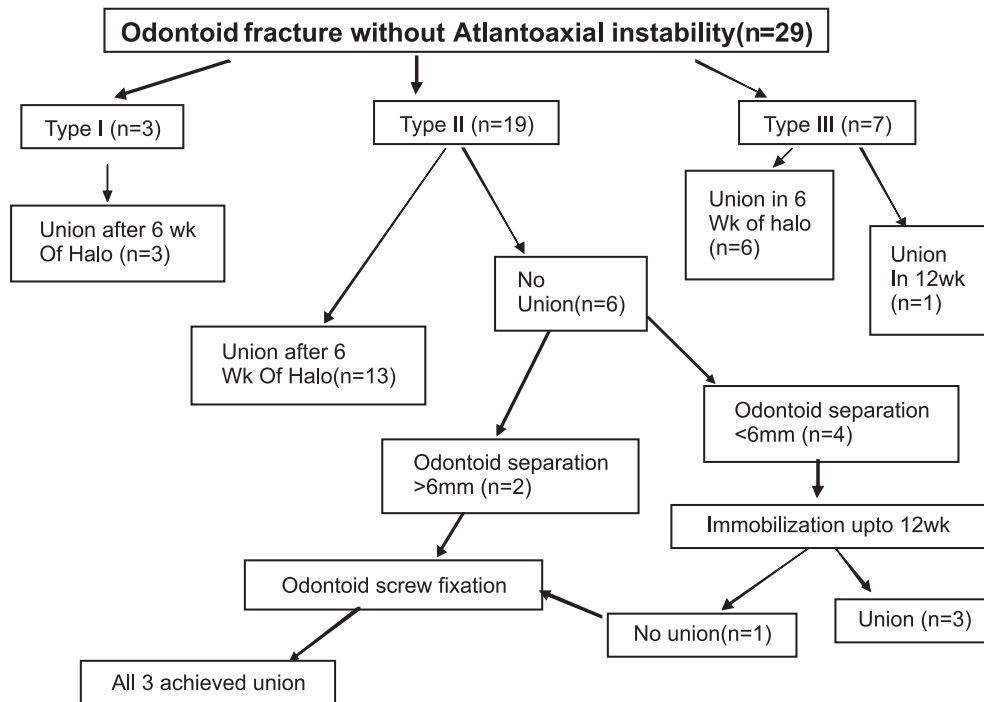 Odontoid fracture without Atlantoaxial instability(n=29)
Type I (n=3)
Type II (n=19)
Type III (n=7)
Union after 6 wk
Of Halo (n=3)
Union in 6
Wk of halo
(n=6)
Union
In 12wk
(n=1)
No
Union(n=6)
Union after 6
Wk Of Halo(n=13)
Odontoid separation
<6mm (n=4)
Odontoid separation
>6mm (n=2)
Immobilization upto 12wk
Odontoid screw fixation
No union(n=1)
Union (n=3)
All 3 achieved union